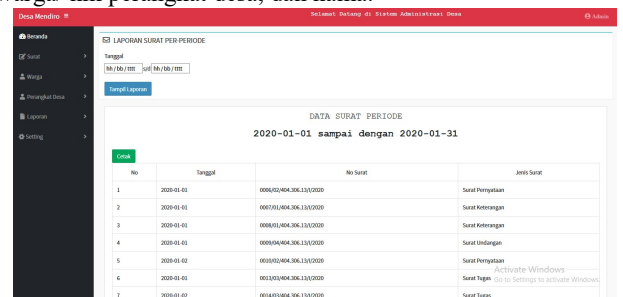 Desa Mendiro
Selamat Datang di Sistem Administrasi Desa
Admin
Beranda
Surat
Warga
Perangkat Desa
Laporan
Setting
LAPORAN SURAT PER-PERIODE
Tanggal
hh / bb / tttt s/d hh / bb / tttt
Tampil Laporan
DATA SURAT PERIODE
2020-01-01 sampai dengan 2020-01-31
Cetak
No Tanggal No Surat Jenis Surat
1 2020-01-01 0006/02/404.306.13/I/2020 Surat Pernyataan
2 2020-01-01 0007/01/404.306.13/I/2020 Surat Keterangan
3 2020-01-01 0008/01/404.306.13/I/2020 Surat Keterangan
4 2020-01-01 0009/04/404.306.13/I/2020 Surat Undangan
5 2020-01-02 0010/02/404.306.13/I/2020 Surat Pernyataan
6 2020-01-01 0013/03/404.306.13/I/2020 Surat Tugas
7 2020-01-02 0014/03/404.306.13/I/2020 Surat Tugas
Activate Windows
Go to Settings to activate Windows.